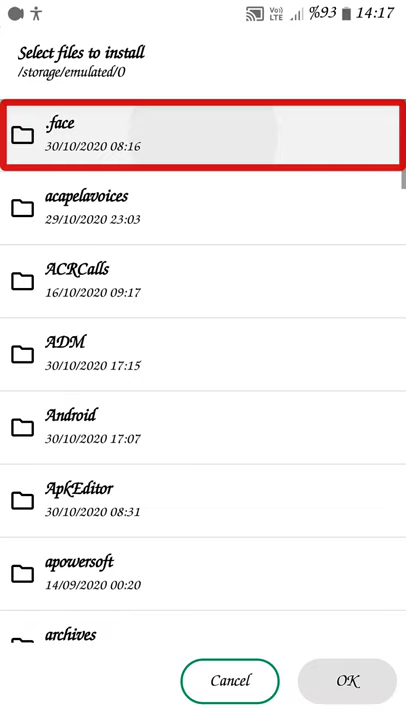 Voı) LTE %93 14:17
Select files to install
/storage/emulated/0
.face
30/10/2020 08:16
acapelavoices
29/10/2020 23:03
ACRCalls
16/10/2020 09:17
ADM
30/10/2020 17:15
Android
30/10/2020 17:07
ApkEditor
30/10/2020 08:31
apowersoft
14/09/2020 00:20
archives
Cancel OK